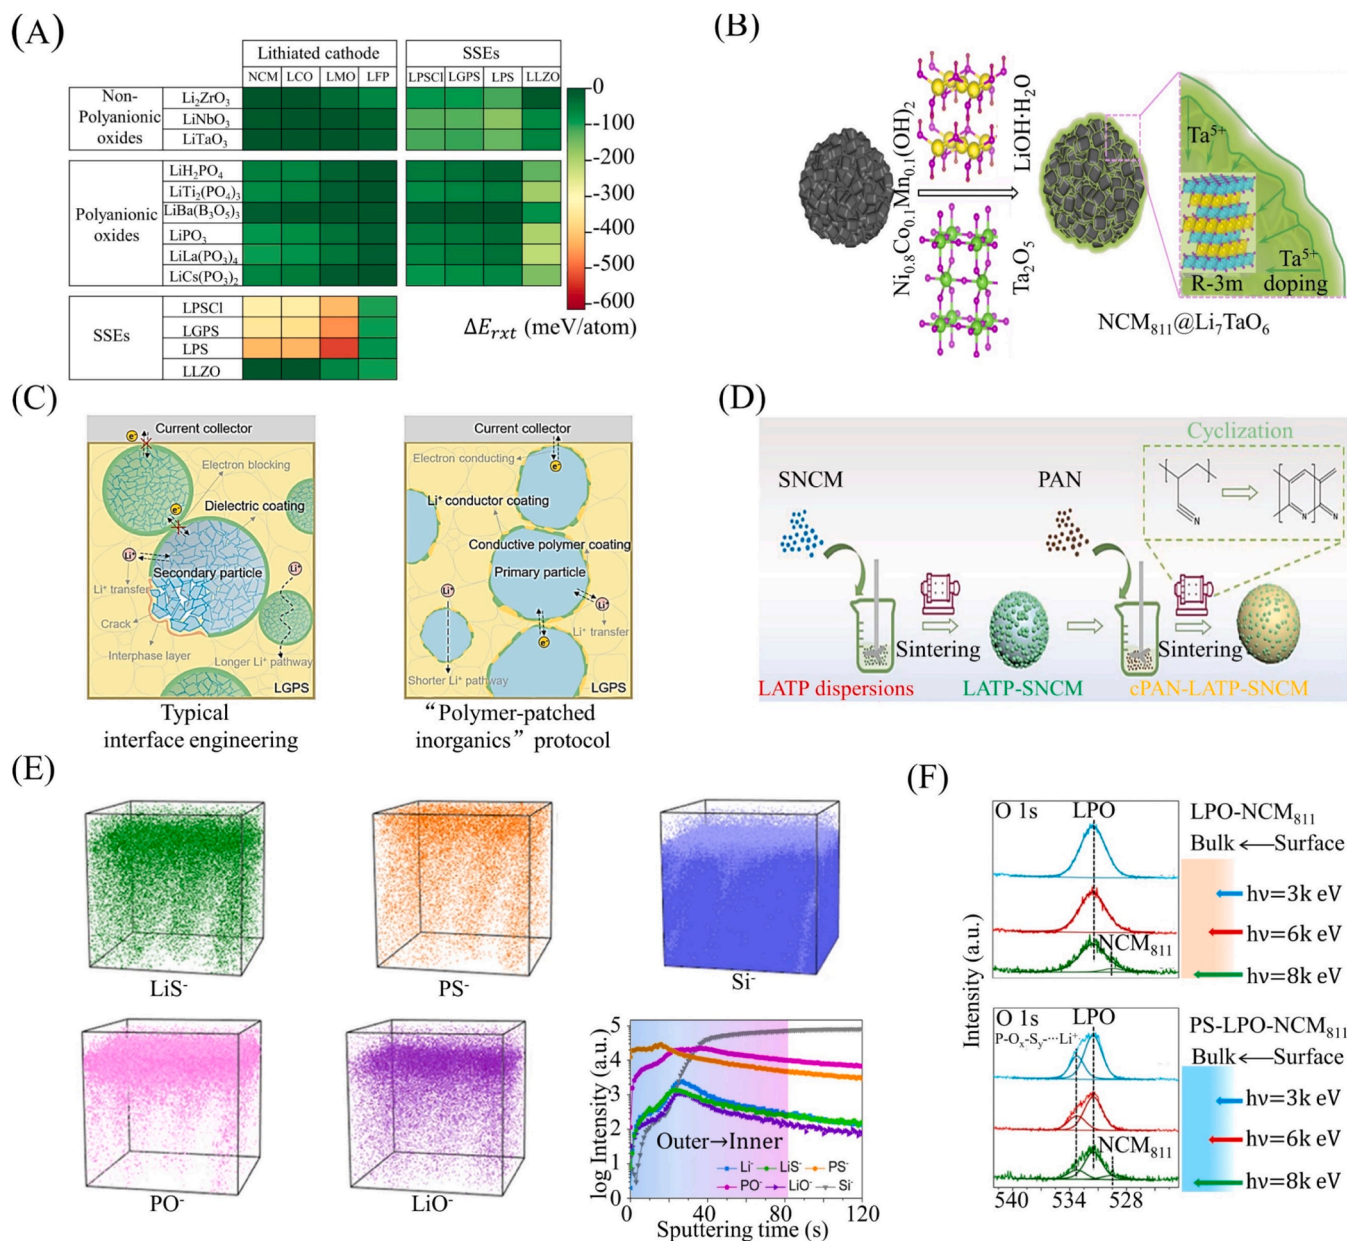 (A)
Lithiated cathode
SSEs
NCM LCO LMO LFP
LPSCl LGPS LPS LLZO
Non-
Polyanionic
oxides
Li₂ZrO₃
LiNbO₃
LiTaO₃
Polyanionic
oxides
LiH₂PO₄
LiTi₂(PO₄)₃
LiBa(B₃O₅)₃
LiPO₃
LiLa(PO₃)₄
LiCs(PO₃)₂
SSEs
LPSCl
LGPS
LPS
LLZO
0
-100
-200
-300
-400
-500
-600
ΔE_rxt (meV/atom)
(B)
Ni₀.₈Co₀.₁Mn₀.₁(OH)₂
LiOH·H₂O
Ta₂O₅
Ta⁵⁺
Ta⁵⁺
doping
R-3m
NCM₈₁₁@Li₇TaO₆
(C)
Current collector
e⁻
Electron blocking
Dielectric coating
e⁻
Li⁺
Secondary particle
Li⁺
Li⁺ transfer
Crack
Interphase layer
Longer Li⁺ pathway
LGPS
Typical
interface engineering
Current collector
Electron conducting
e⁻
Li⁺ conductor coating
Conductive polymer coating
Primary particle
Li⁺
Li⁺
Li⁺ transfer
e⁻
Shorter Li⁺ pathway
LGPS
“Polymer-patched
inorganics” protocol
(D)
Cyclization
SNCM
PAN
N
N
N
Sintering
Sintering
LATP dispersions
LATP-SNCM
cPAN-LATP-SNCM
(E)
LiS⁻
PS⁻
Si⁻
PO⁻
LiO⁻
log Intensity (a.u.)
5
4
3
2
1
0
Outer→Inner
Li⁻ LiS⁻ PS⁻
PO⁻ LiO⁻ Si⁻
0 40 80 120
Sputtering time (s)
(F)
Intensity (a.u.)
O 1s
LPO
NCM₈₁₁
LPO-NCM₈₁₁
Bulk ←Surface
hν=3k eV
hν=6k eV
hν=8k eV
O 1s
LPO
P-Oₓ-Sᵧ-···Li⁺
NCM₈₁₁
PS-LPO-NCM₈₁₁
Bulk ←Surface
hν=3k eV
hν=6k eV
hν=8k eV
540 534 528